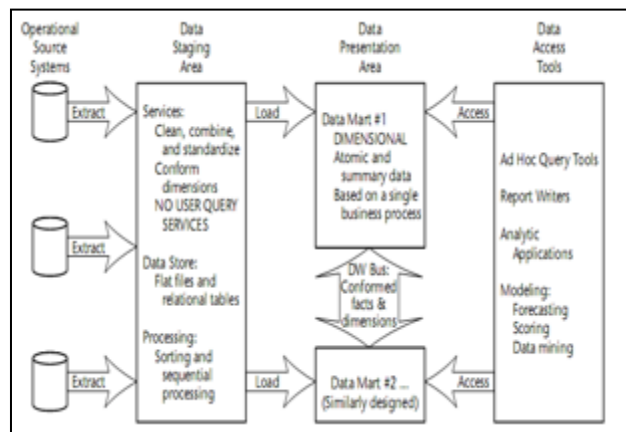 Operational
Source
Systems
Data
Staging
Area
Data
Presentation
Area
Data
Access
Tools
Extract
Extract
Extract
Services:
Clean, combine,
and standardize
Conform
dimensions
NO USER QUERY
SERVICES
Data Store:
Flat files and
relational tables
Processing:
Sorting and
sequential
processing
Load
Load
Data Mart #1
DIMENSIONAL
Atomic and
summary data
Based on a single
business process
DW Bus:
Conformed
facts &
dimensions
Data Mart #2 ...
(Similarly designed)
Access
Access
Ad Hoc Query Tools
Report Writers
Analytic
Applications
Modeling:
Forecasting
Scoring
Data mining